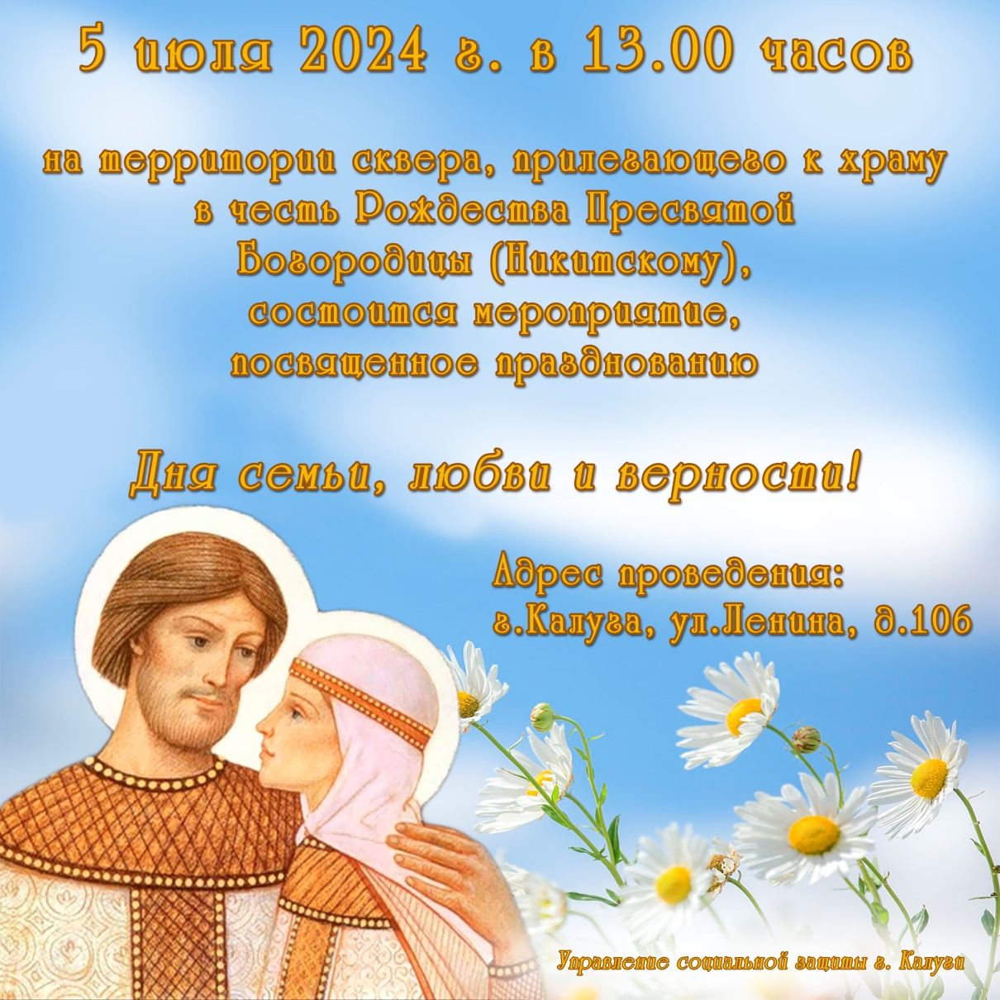 5 июля 2024 г. в 13.00 часов
на территории сквера, прилегающего к храму
в честь Рождества Пресвятой
Богородицы (Никитскому),
состоится мероприятие,
посвященное празднованию
Дня семьи, любви и верности!
Адрес проведения:
г.Калуга, ул.Ленина, д.106
Управление социальной защиты г. Калуги